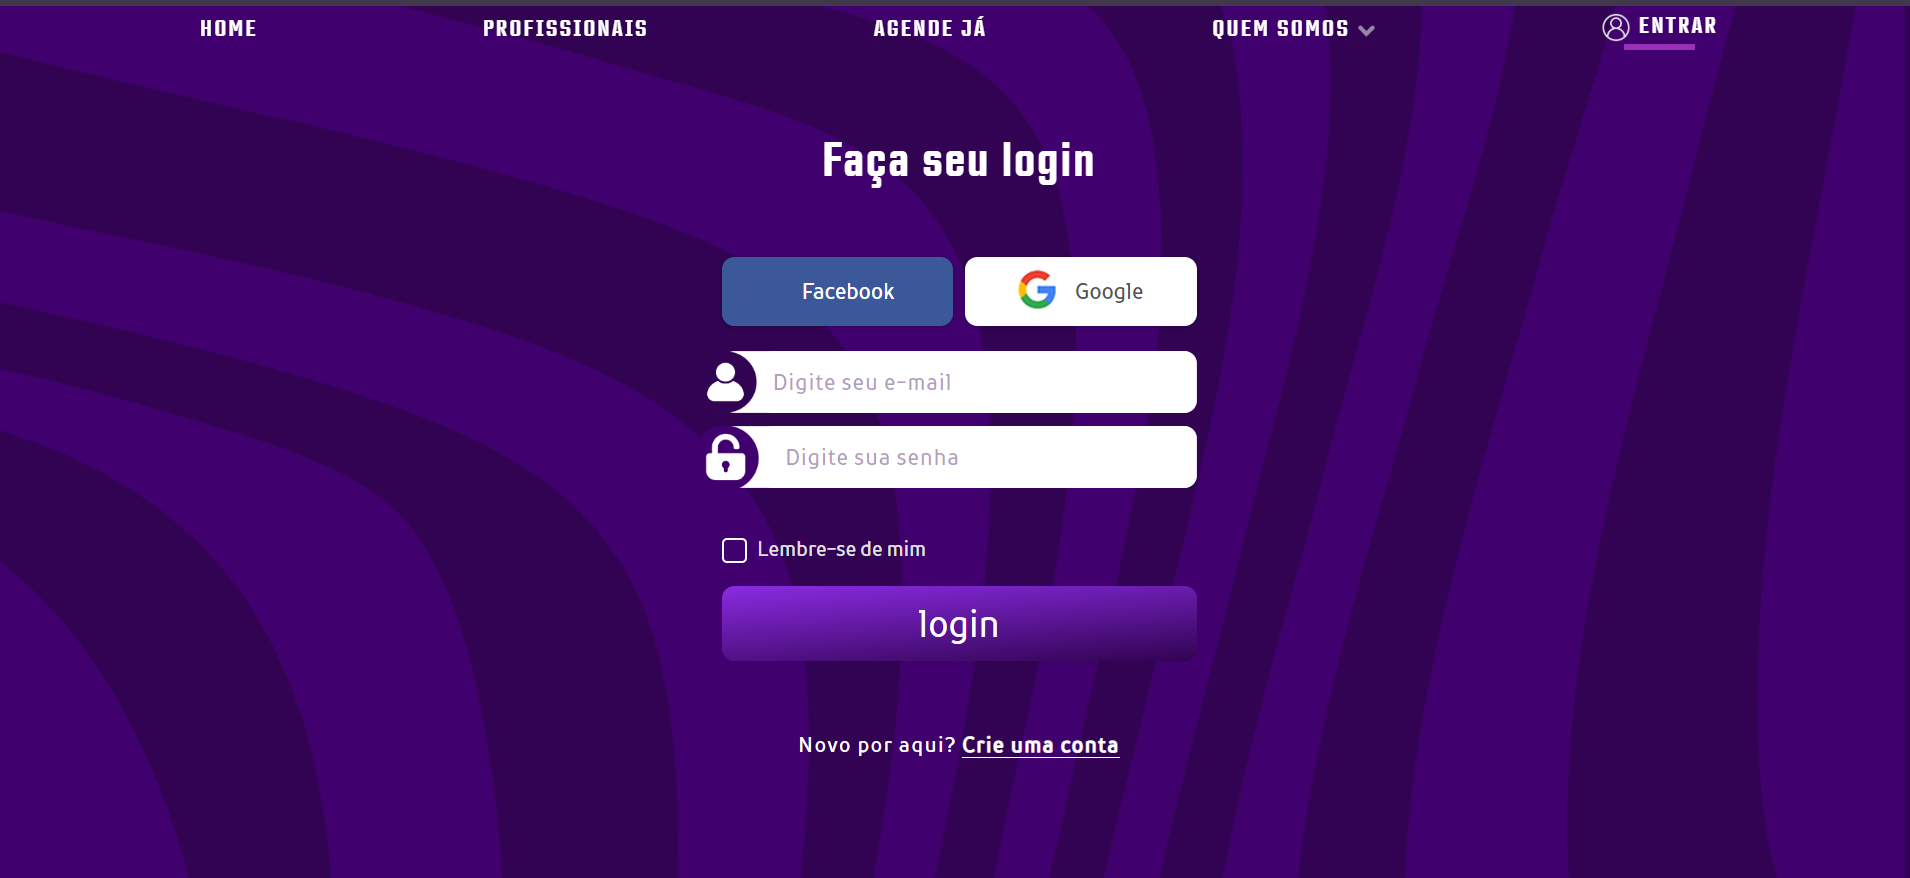 HOME PROFISSIONAIS AGENDE JÁ QUEM SOMOS ENTRAR
Faça seu login
Facebook Google
Digite seu e-mail
Digite sua senha
Lembre-se de mim
login
Novo por aqui? Crie uma conta